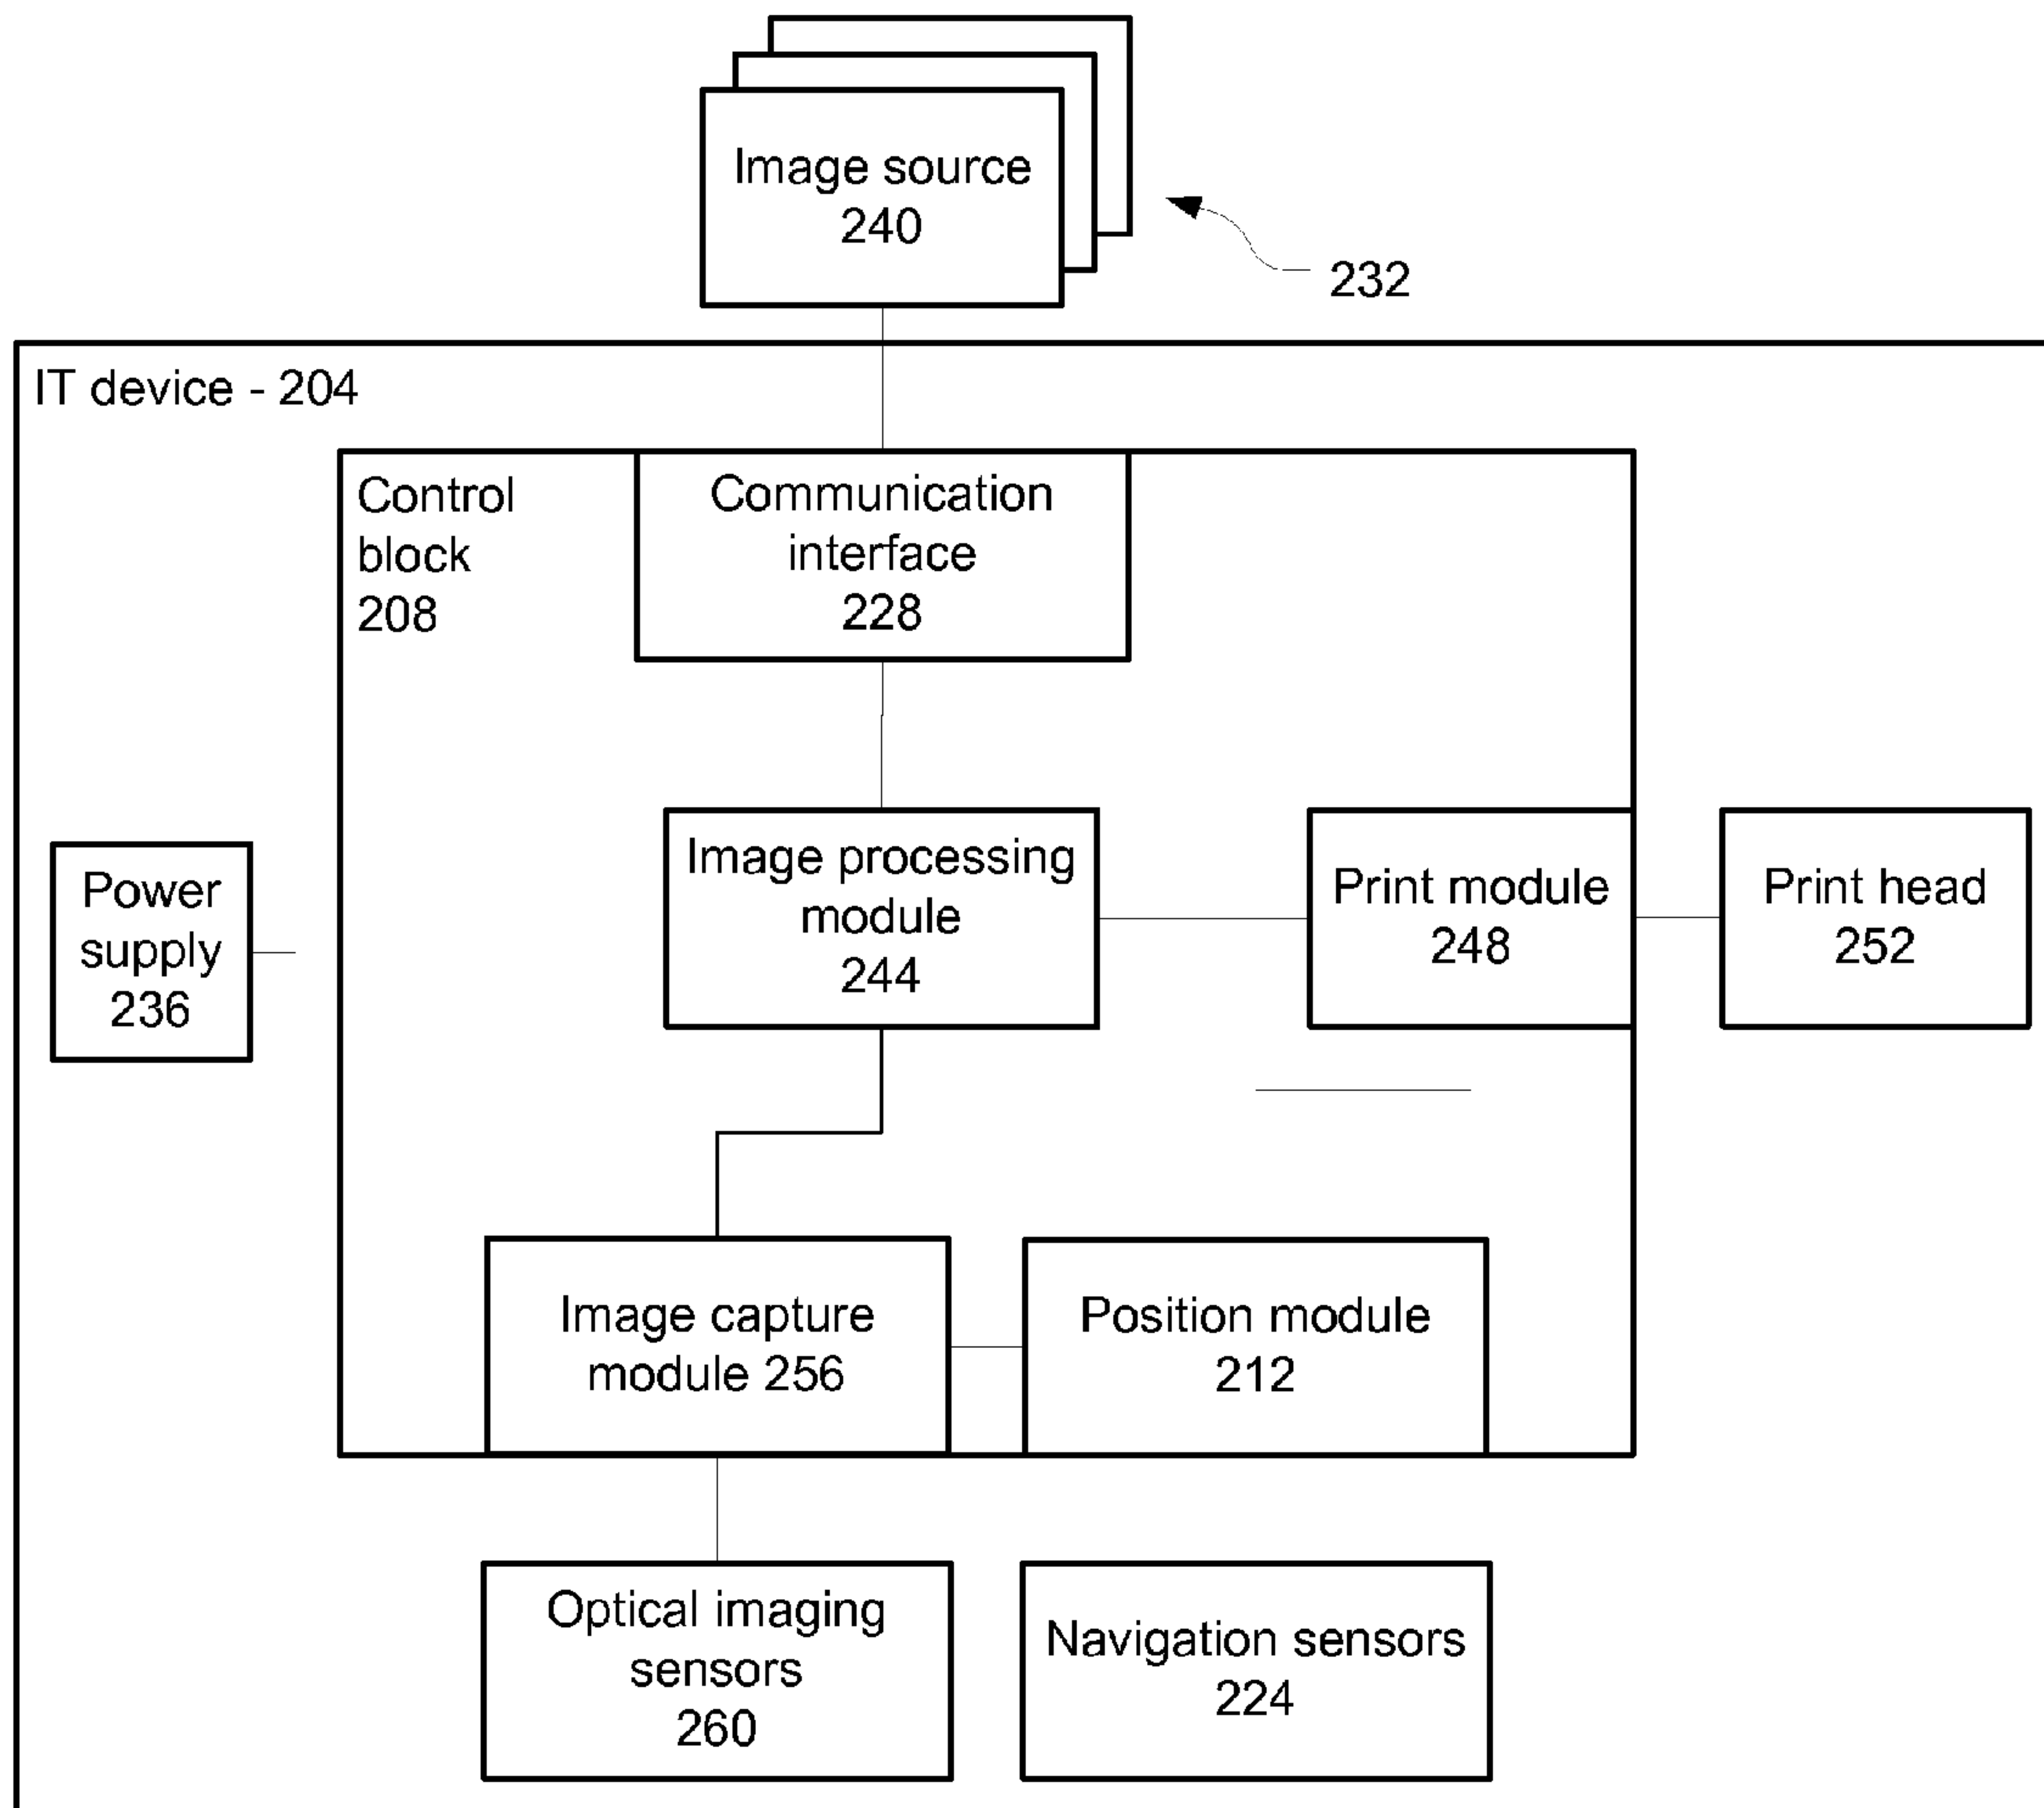 Image source
240
232
IT device - 204
Control
block
208
Communication
interface
228
Image processing
module
244
Print module
248
Print head
252
Power
supply
236
Image capture
module 256
Position module
212
Optical imaging
sensors
260
Navigation sensors
224